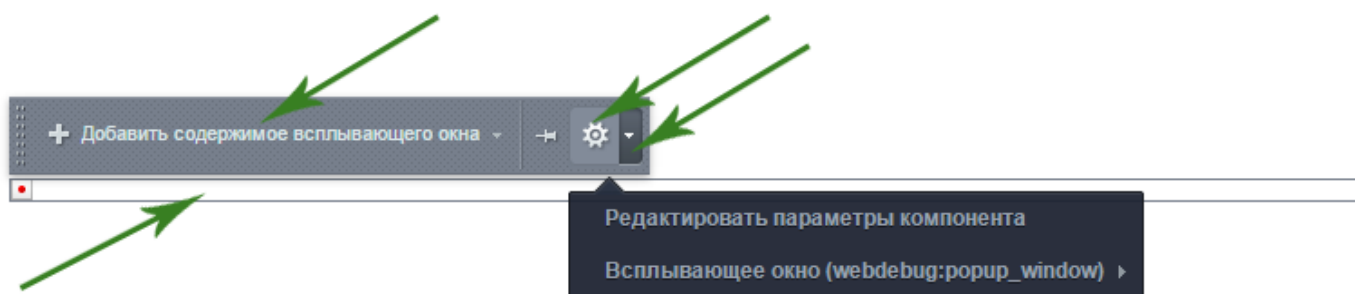 Добавить содержимое всплывающего окна
Редактировать параметры компонента
Всплывающее окно (webdebug:popup_window)